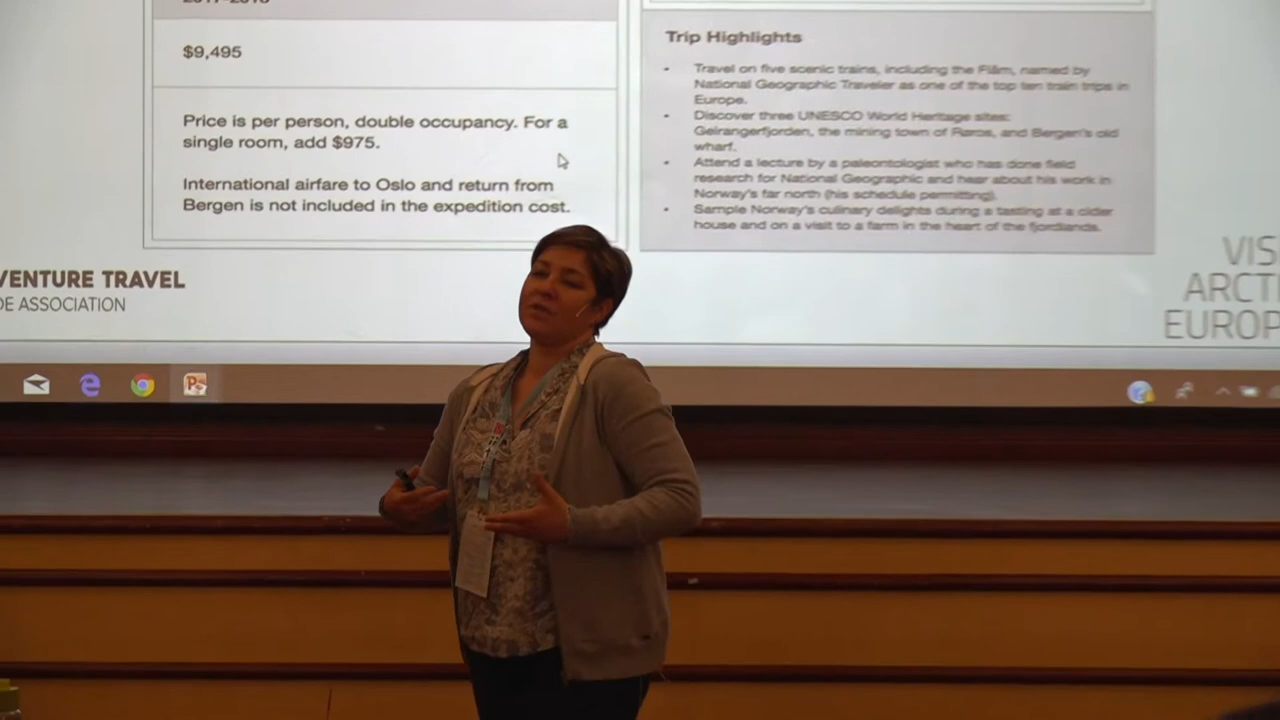 2017-2018
$9,495
Price is per person, double occupancy. For a
single room, add $975.
International airfare to Oslo and return from
Bergen is not included in the expedition cost.
Trip Highlights
• Travel on five scenic trains, including the Flåm, named by
National Geographic Traveler as one of the top ten train trips in
Europe.
• Discover three UNESCO World Heritage sites:
Geirangerfjorden, the mining town of Røros, and Bergen's old
wharf.
• Attend a lecture by a paleontologist who has done field
research for National Geographic and hear about his work in
Norway's far north (his schedule permitting).
• Sample Norway's culinary delights during a tasting at a cider
house and on a visit to a farm in the heart of the fjordlands.
VENTURE TRAVEL
DE ASSOCIATION
VIS
ARCTI
EUROP